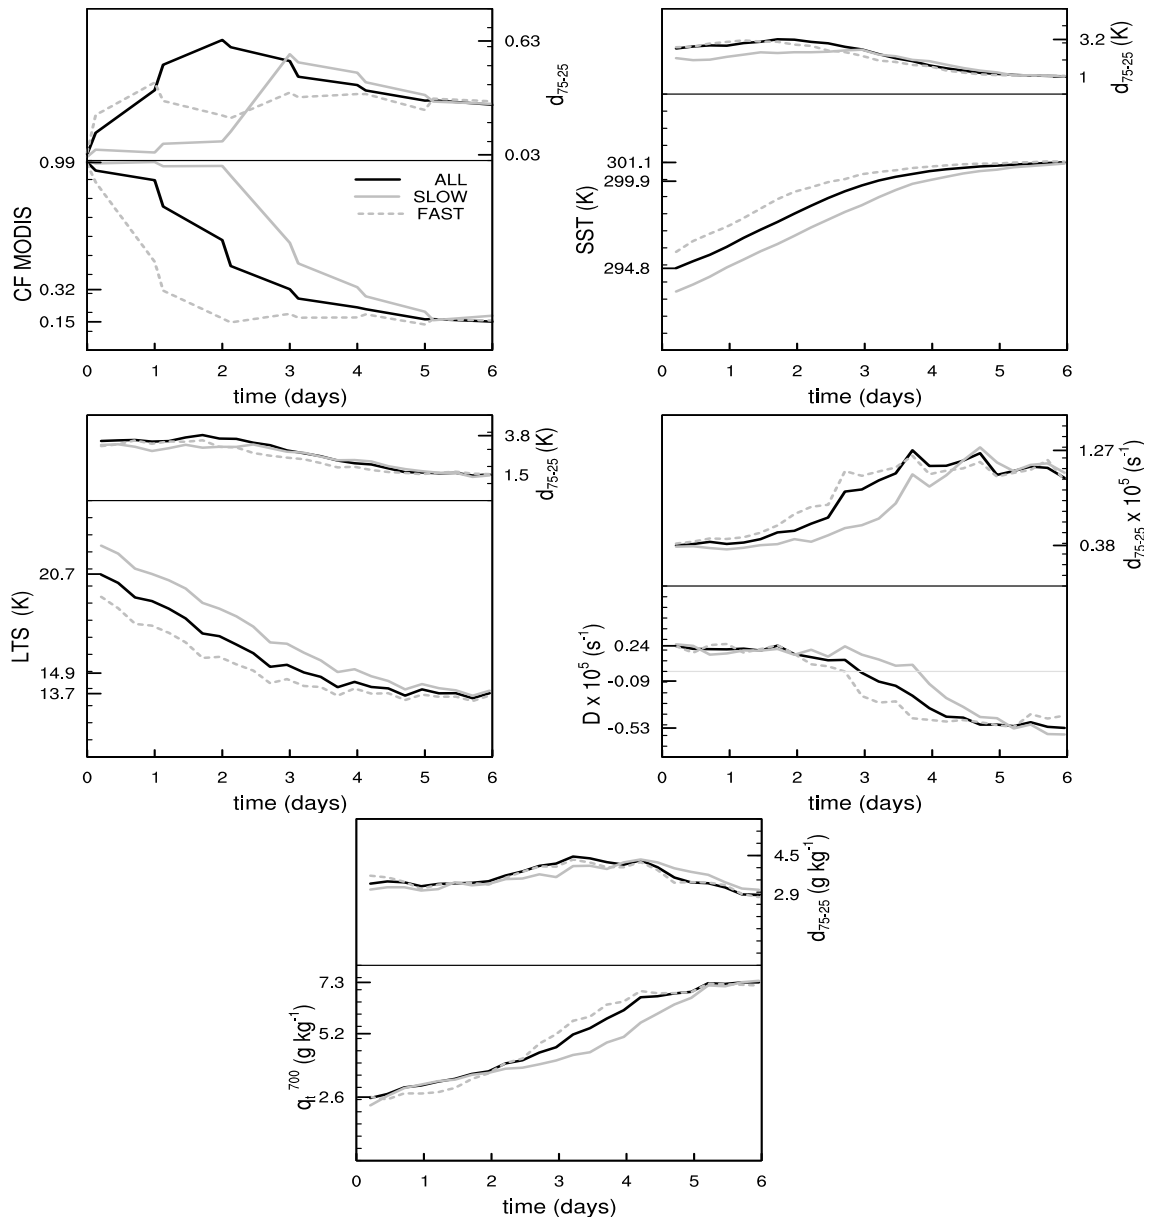 0.63
d75-25
0.03
0.99
ALL
SLOW
FAST
CF MODIS
0.32
0.15
0 1 2 3 4 5 6
time (days)
3.2
d75-25 (K)
1
301.1
299.9
SST (K)
294.8
0 1 2 3 4 5 6
time (days)
3.8
d75-25 (K)
1.5
20.7
LTS (K)
14.9
13.7
0 1 2 3 4 5 6
time (days)
1.27
d75-25 x 10⁵ (s⁻¹)
0.38
0.24
D x 10⁵ (s⁻¹)
-0.09
-0.53
0 1 2 3 4 5 6
time (days)
4.5
d75-25 (g kg⁻¹)
2.9
7.3
5.2
qt⁷⁰⁰ (g kg⁻¹)
2.6
0 1 2 3 4 5 6
time (days)